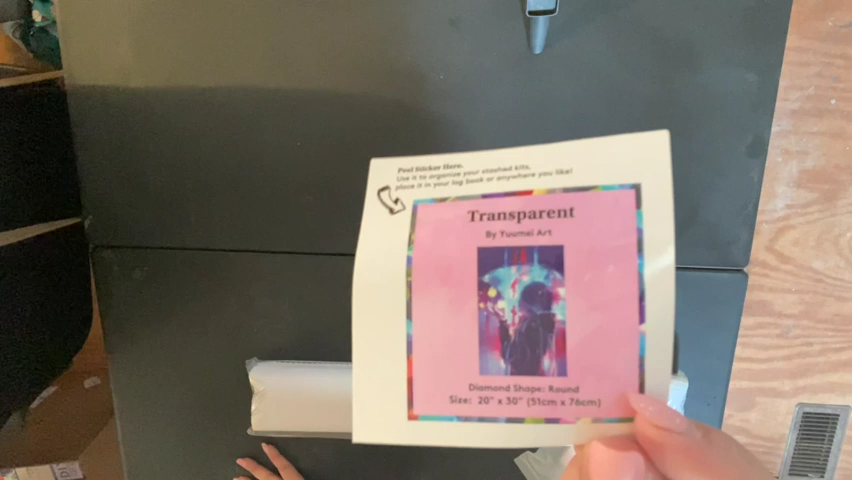 Peel Sticker Here.
Use it to organize your stashed kits,
place it in your log book or anywhere you like!
Transparent
By Yuumei Art
Diamond Shape: Round
Size: 20" x 30" (51cm x 76cm)